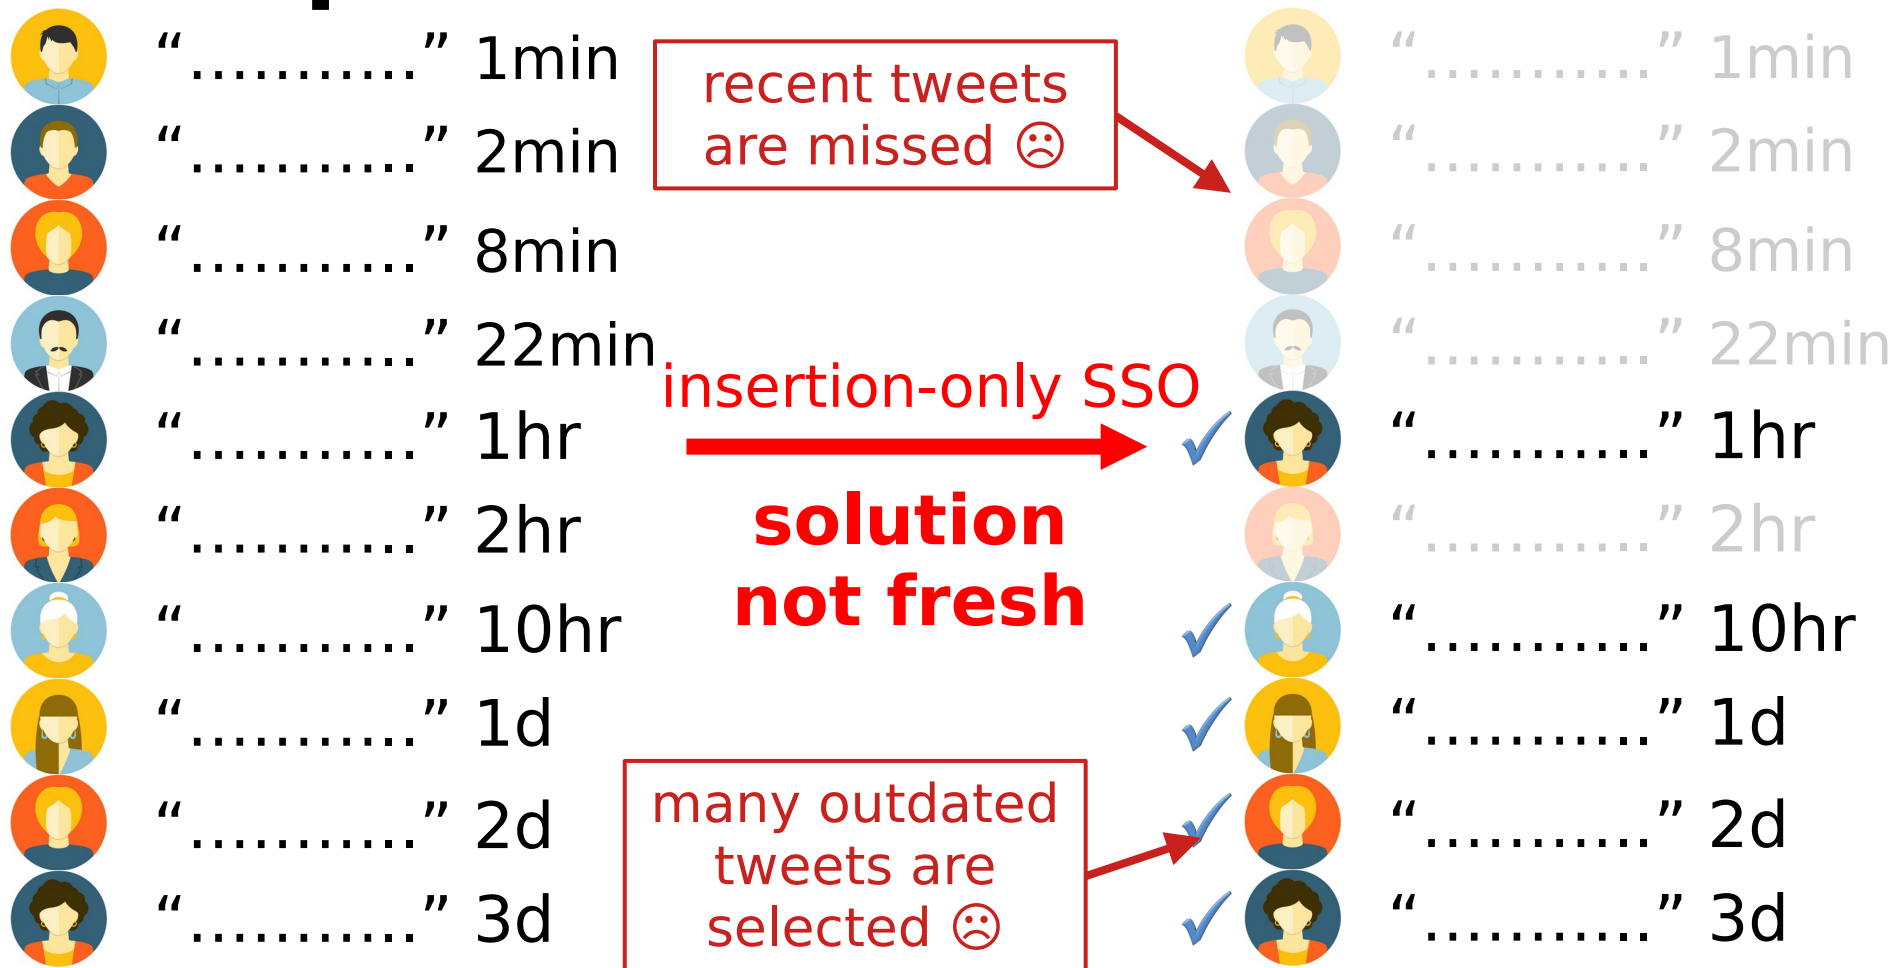 “...........” 1min
“...........” 2min
“...........” 8min
“...........” 22min
“...........” 1hr
“...........” 2hr
“...........” 10hr
“...........” 1d
“...........” 2d
“...........” 3d
recent tweets
are missed ☹
insertion-only SSO
solution
not fresh
many outdated
tweets are
selected ☹
“...........” 1min
“...........” 2min
“...........” 8min
“...........” 22min
✓ “...........” 1hr
“...........” 2hr
✓ “...........” 10hr
✓ “...........” 1d
✓ “...........” 2d
✓ “...........” 3d